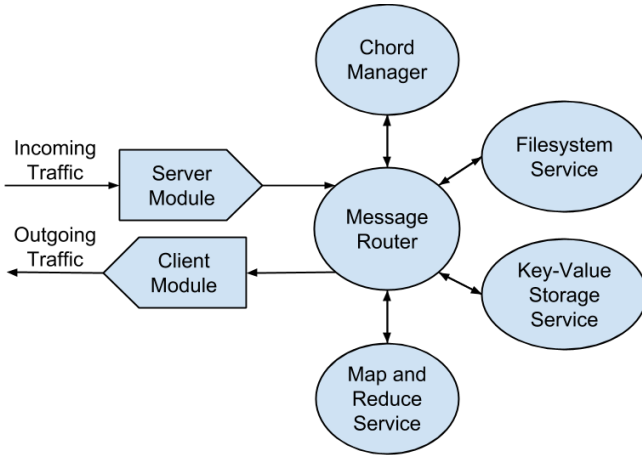 Chord
Manager
Incoming
Traffic
Server
Module
Filesystem
Service
Message
Router
Outgoing
Traffic
Client
Module
Key-Value
Storage
Service
Map and
Reduce
Service